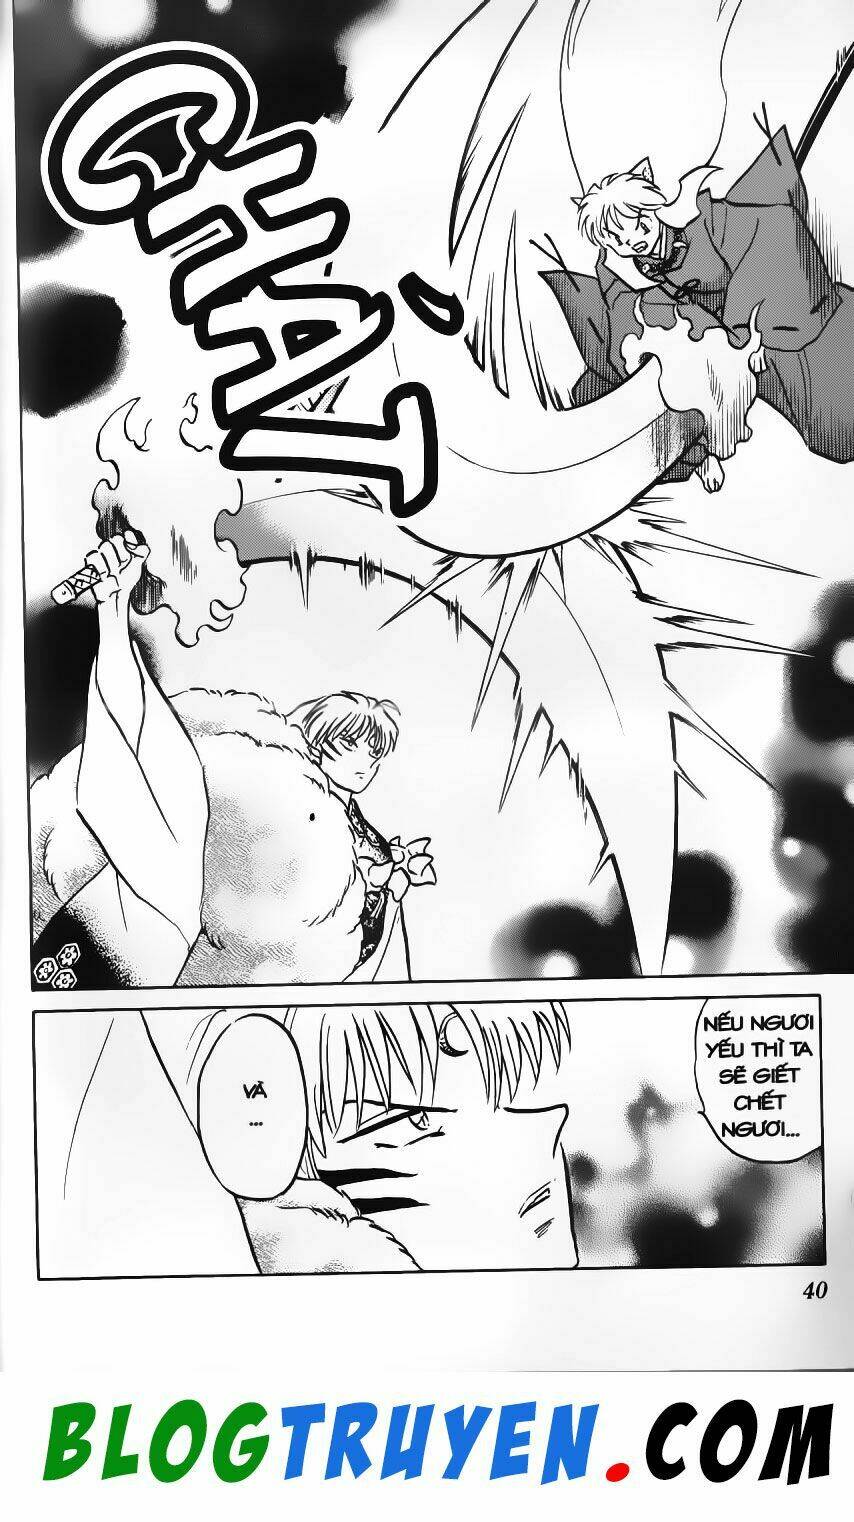 CHÁT
NẾU NGƯƠI
YẾU THÌ TA
SẼ GIẾT
CHẾT
NGƯƠI...
VÀ
...
40
BLOGTRUYEN.COM